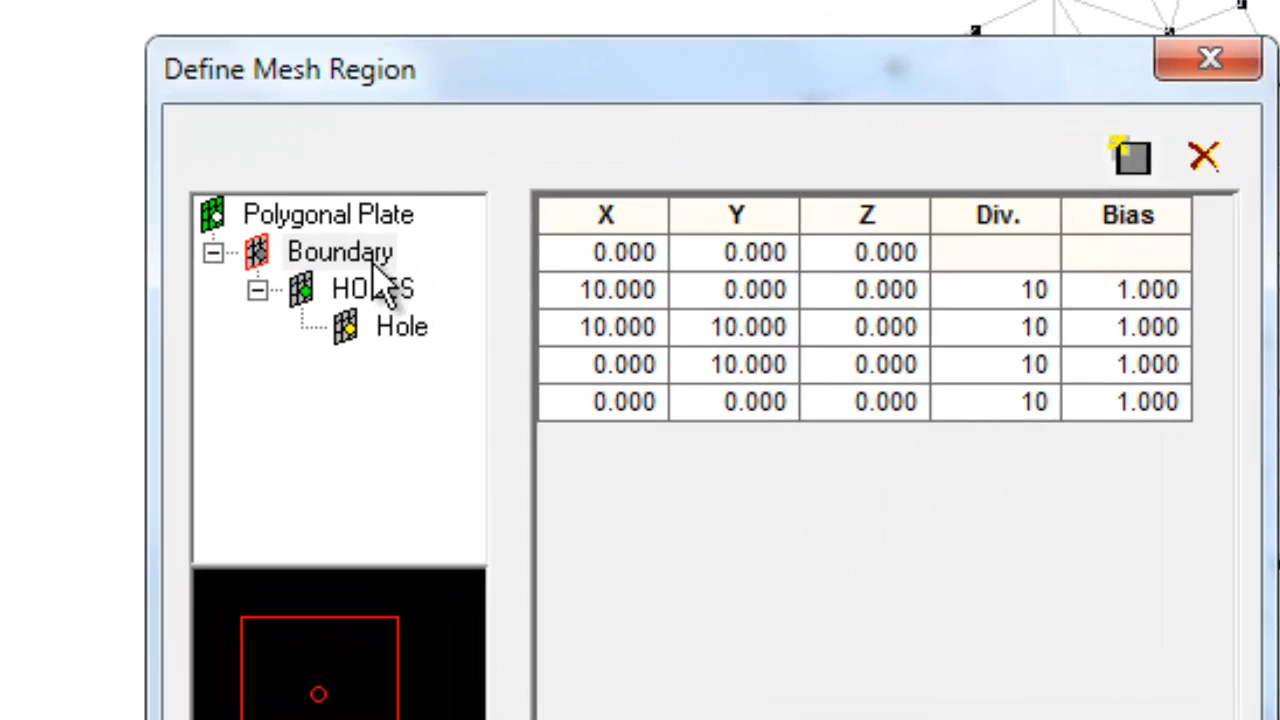 Define Mesh Region
Polygonal Plate
Boundary
HOLES
Hole
X Y Z Div. Bias
0.000 0.000 0.000
10.000 0.000 0.000 10 1.000
10.000 10.000 0.000 10 1.000
0.000 10.000 0.000 10 1.000
0.000 0.000 0.000 10 1.000